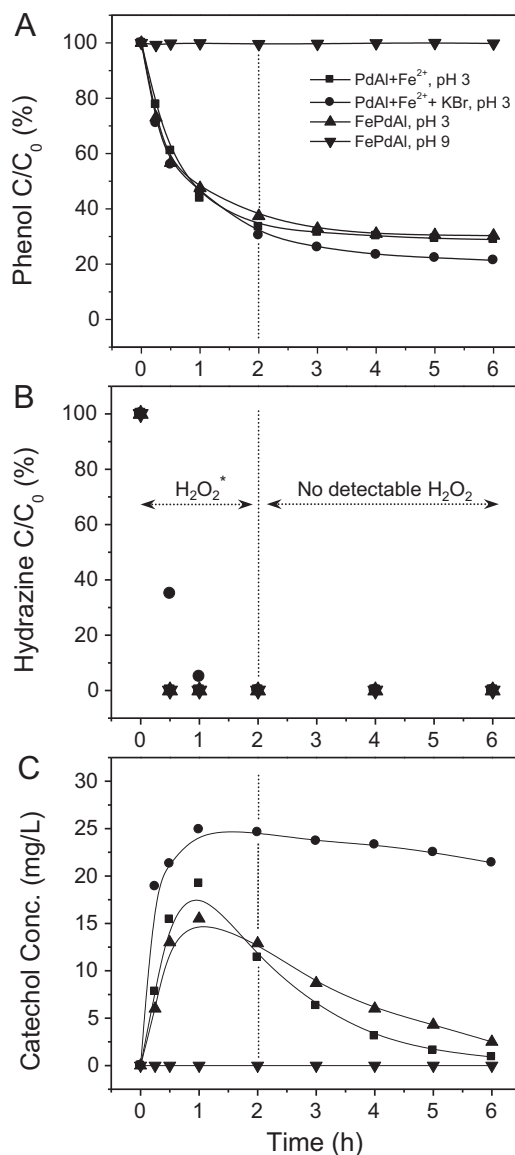 A
Phenol C/C₀ (%)
100
80
60
40
20
0
PdAl+Fe²⁺, pH 3
PdAl+Fe²⁺+ KBr, pH 3
FePdAl, pH 3
FePdAl, pH 9
0 1 2 3 4 5 6
B
Hydrazine C/C₀ (%)
100
80
60
40
20
0
H₂O₂* No detectable H₂O₂
0 1 2 3 4 5 6
C
Catechol Conc. (mg/L)
30
25
20
15
10
5
0
0 1 2 3 4 5 6
Time (h)